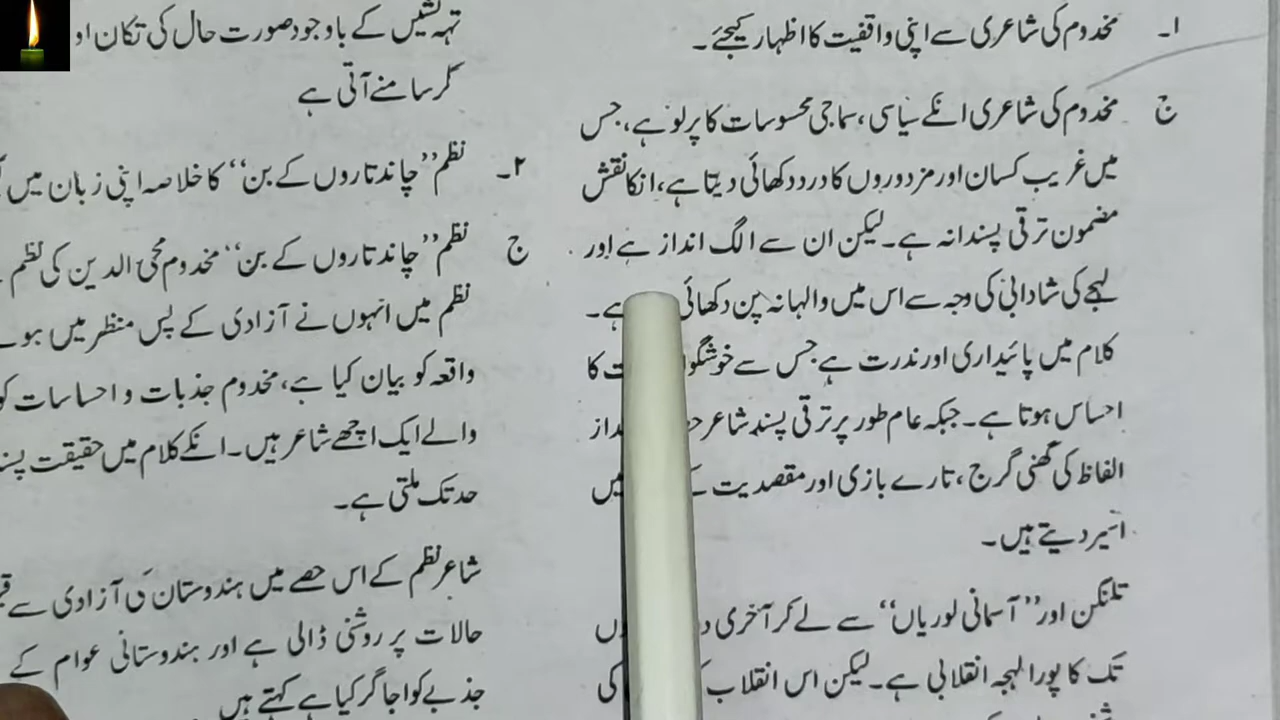 ۱۔ مخدوم کی شاعری سے اپنی واقفیت کا اظہار کیجئے۔
ج مخدوم کی شاعری انکے سیاسی، سماجی محسوسات کا پرلو ہے، جس
میں غریب کسان اور مزدوروں کا درد دکھائی دیتا ہے، انکا نقش
مضمون ترقی پسندانہ ہے۔ لیکن ان سے الگ انداز ہے اور
لہجے کی شادابی کی وجہ سے اس میں والہانہ پن دکھائی ہے۔
کلام میں پائیداری اور ندرت ہے جس سے کا
احساس ہوتا ہے۔ جبکہ عام طور پر ترقی پسند شاعر
الفاظ کی گھنی گرج، تارے بازی اور مقصدیت میں
اسیر دیتے ہیں۔
تلنگن اور ”آسمانی لوریاں“ سے لے کر آخری
تک کا پورا لہجہ انقلابی ہے۔ لیکن اس انقلاب کی
تہہ نشیں کے باوجود صورت حال کی تکان او
کر سامنے آتی ہے
۲۔ نظم ”چاند تاروں کے بن“ کا خلاصہ اپنی زبان میں
ج نظم ”چاند تاروں کے بن“ مخدوم محی الدین کی نظم
نظم میں انہوں نے آزادی کے پس منظر میں ہوئے
واقعہ کو بیان کیا ہے، مخدوم جذبات و احساسات کو
والے ایک اچھے شاعر ہیں۔ انکے کلام میں حقیقت
حد تک ملتی ہے۔
شاعر نظم کے اس حصے میں ہندوستان کی آزادی سے
حالات پر روشنی ڈالی ہے اور ہندوستانی عوام کے
جذبے کو اجاگر کیا ہے کہتے ہیں